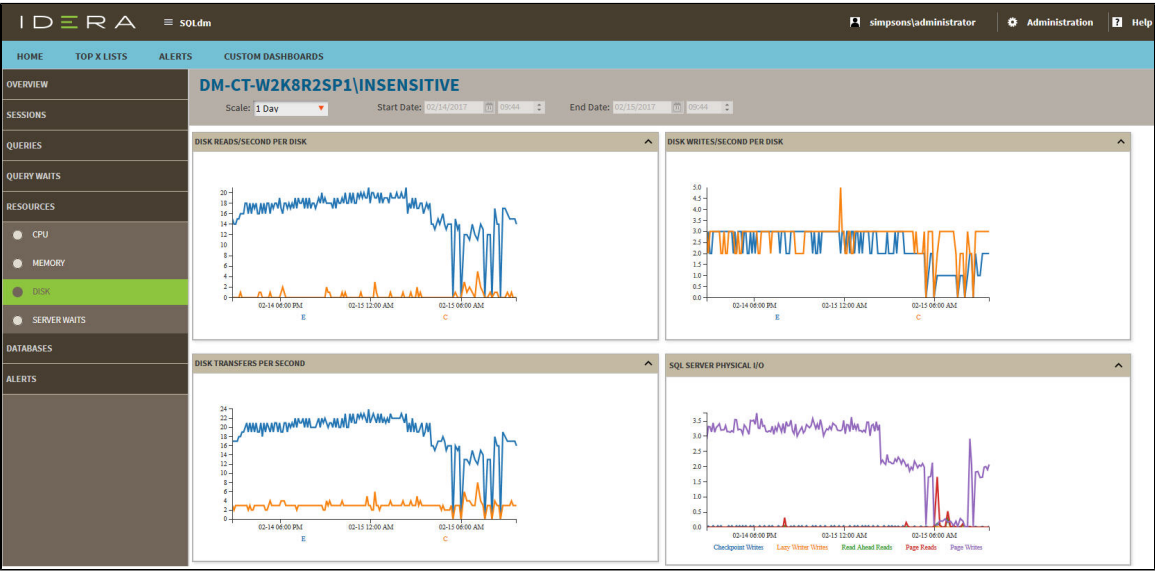 IDERA SQLdm simpsons\administrator Administration ? Help
HOME TOP X LISTS ALERTS CUSTOM DASHBOARDS
OVERVIEW
SESSIONS
QUERIES
QUERY WAITS
RESOURCES
CPU
MEMORY
DISK
SERVER WAITS
DATABASES
ALERTS
DM-CT-W2K8R2SP1\INSENSITIVE
Scale: 1 Day Start Date: 02/14/2017 09:44 End Date: 02/15/2017 09:44
DISK READS/SECOND PER DISK
20
18
16
14
12
10
8
6
4
2
0
02-14 06:00 PM 02-15 12:00 AM 02-15 06:00 AM
E C
DISK WRITES/SECOND PER DISK
5.0
4.5
4.0
3.5
3.0
2.5
2.0
1.5
1.0
0.5
0.0
02-14 06:00 PM 02-15 12:00 AM 02-15 06:00 AM
E C
DISK TRANSFERS PER SECOND
24
22
20
18
16
14
12
10
8
6
4
2
0
02-14 06:00 PM 02-15 12:00 AM 02-15 06:00 AM
E C
SQL SERVER PHYSICAL I/O
3.5
3.0
2.5
2.0
1.5
1.0
0.5
0.0
02-14 06:00 PM 02-15 12:00 AM 02-15 06:00 AM
Checkpoint Writes Lazy Writer Writes Read Ahead Reads Page Reads Page Writes